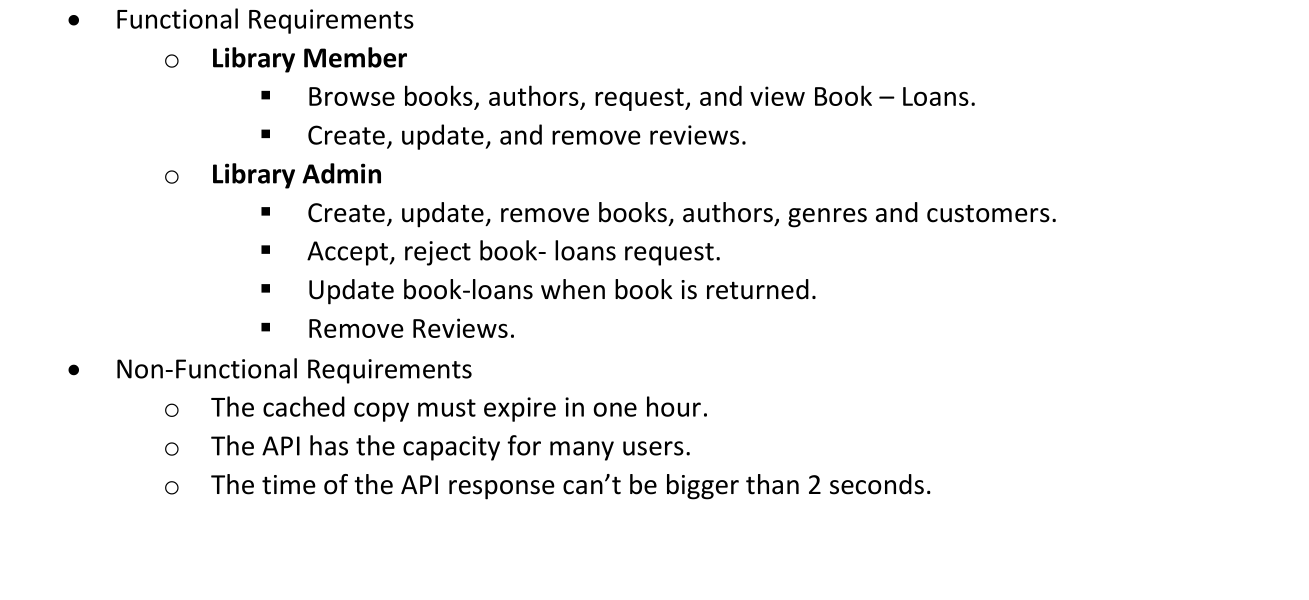 Functional Requirements
Library Member
Browse books, authors, request, and view Book – Loans.
Create, update, and remove reviews.
Library Admin
Create, update, remove books, authors, genres and customers.
Accept, reject book- loans request.
Update book-loans when book is returned.
Remove Reviews.
Non-Functional Requirements
The cached copy must expire in one hour.
The API has the capacity for many users.
The time of the API response can’t be bigger than 2 seconds.